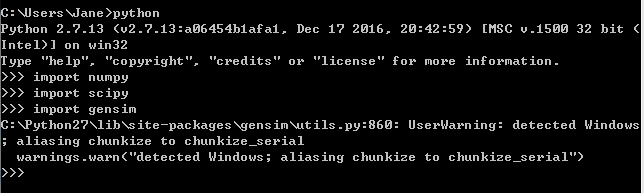 C:\Users\Jane>python
Python 2.7.13 (v2.7.13:a06454b1afa1, Dec 17 2016, 20:42:59) [MSC v.1500 32 bit (
Intel)] on win32
Type "help", "copyright", "credits" or "license" for more information.
>>> import numpy
>>> import scipy
>>> import gensim
C:\Python27\lib\site-packages\gensim\utils.py:860: UserWarning: detected Windows
; aliasing chunkize to chunkize_serial
  warnings.warn("detected Windows; aliasing chunkize to chunkize_serial")
>>>